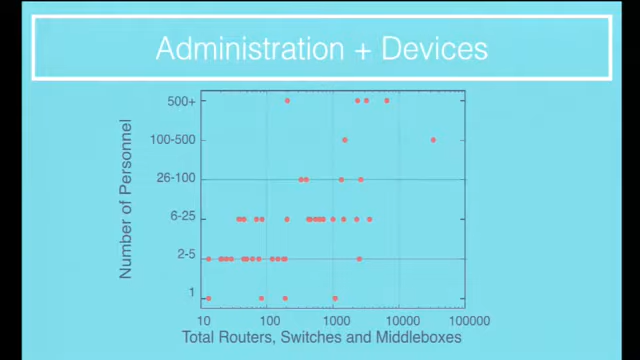 Administration + Devices
500+
100-500
26-100
6-25
2-5
1
Number of Personnel
10 100 1000 10000 100000
Total Routers, Switches and Middleboxes